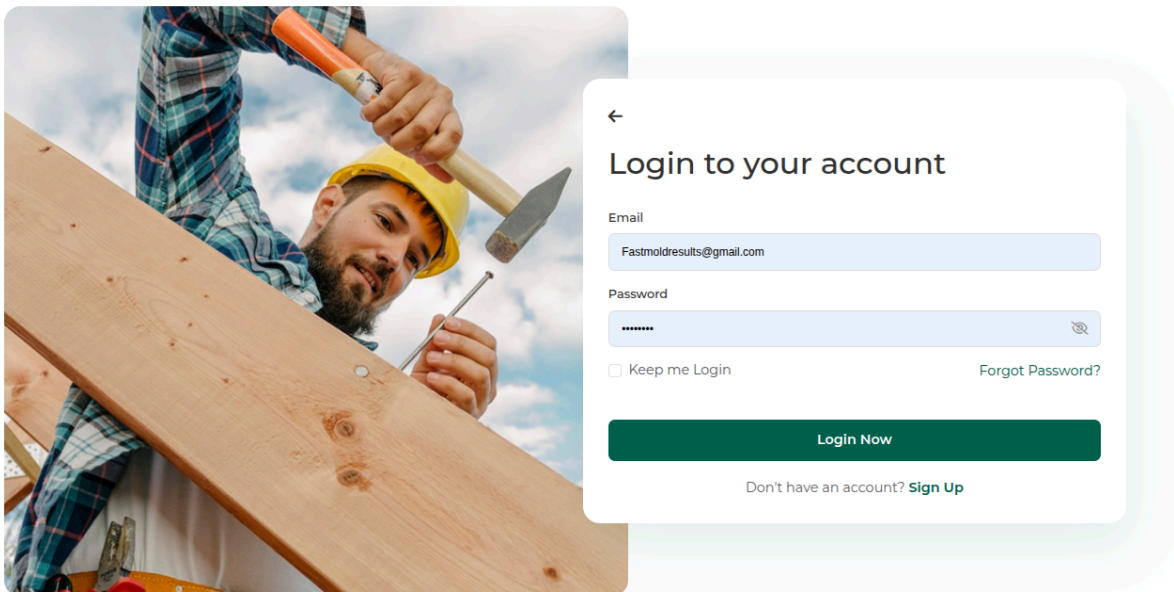 Login to your account
Email
Fastmoldresults@gmail.com
Password
••••••••
Keep me Login
Forgot Password?
Login Now
Don't have an account? Sign Up